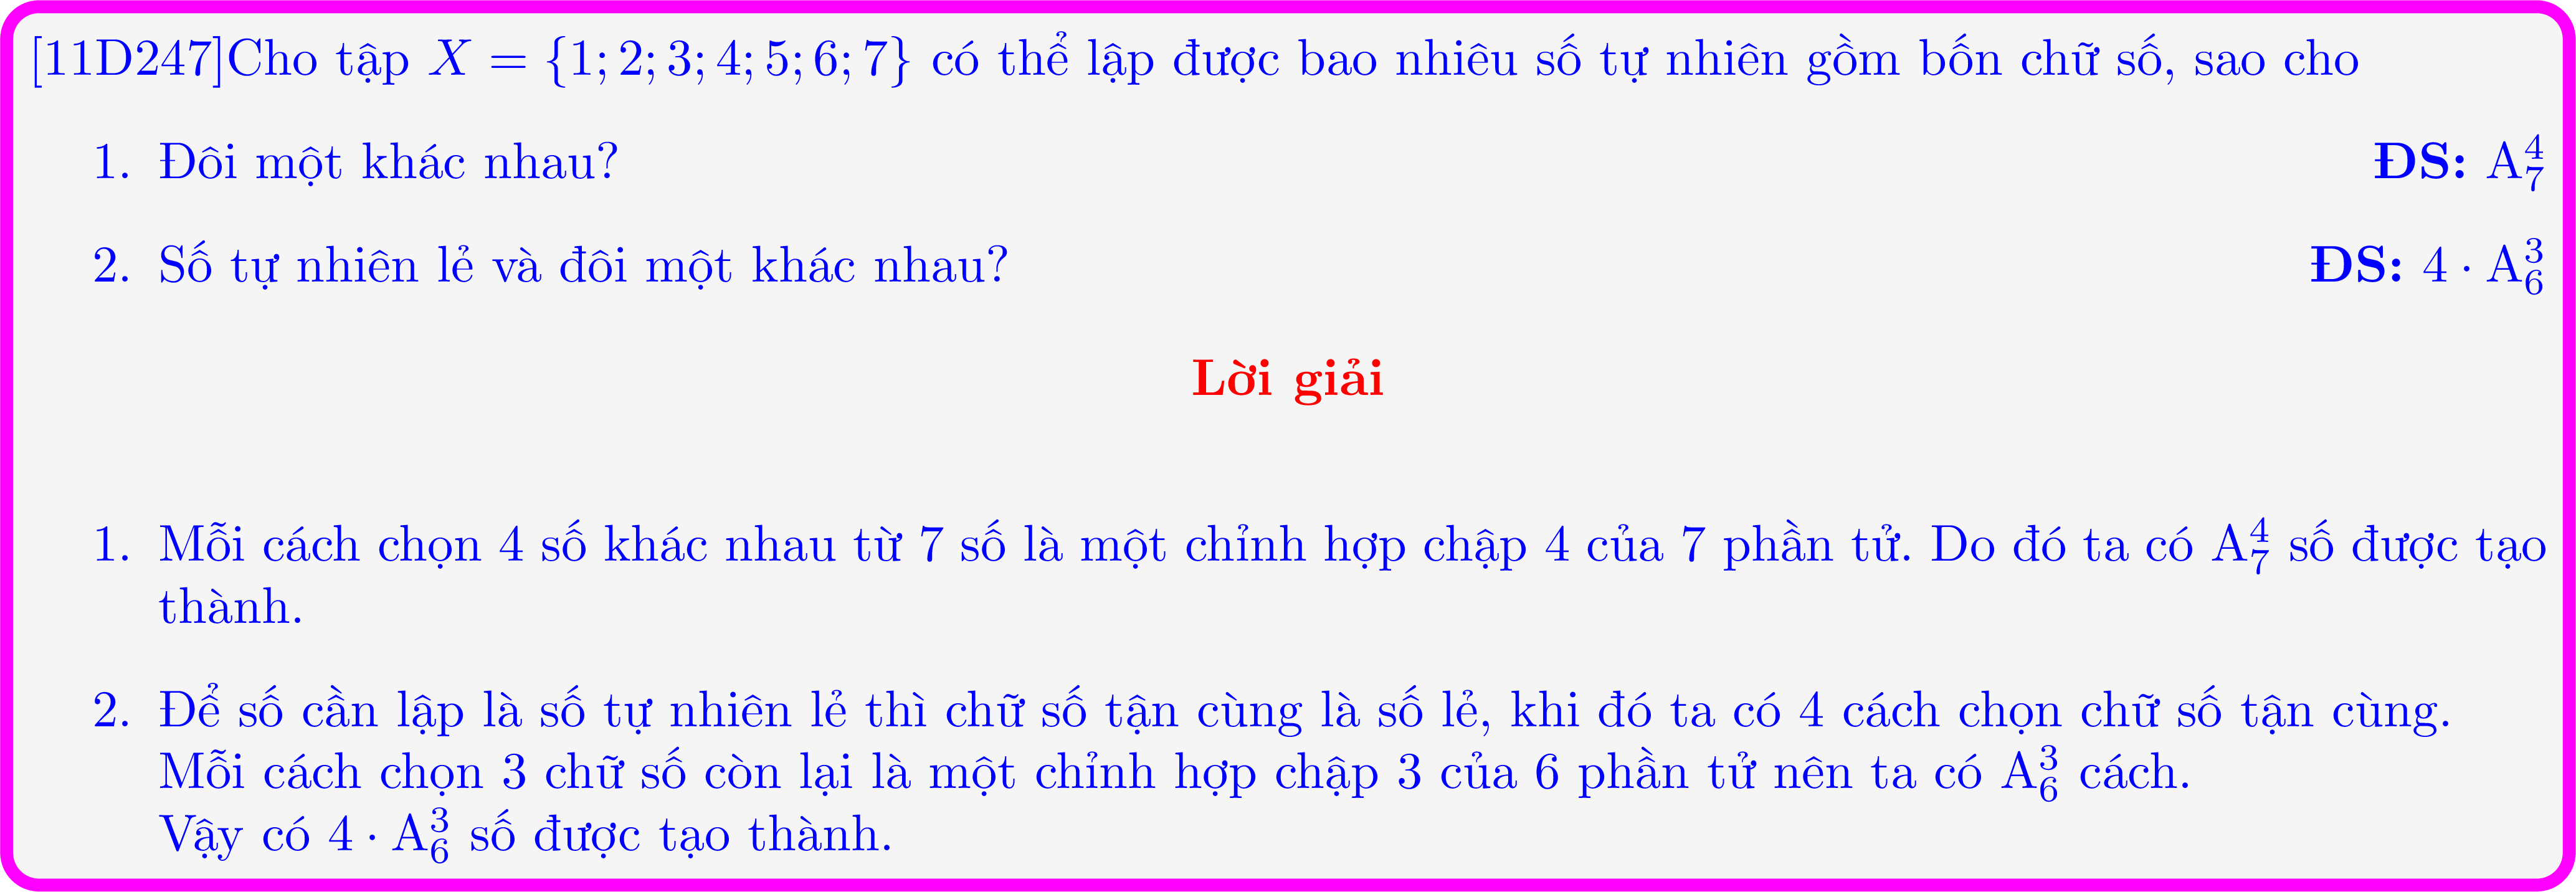 [11D247]Cho tập X = {1; 2; 3; 4; 5; 6; 7} có thể lập được bao nhiêu số tự nhiên gồm bốn chữ số, sao cho
1. Đôi một khác nhau? ĐS: A_7^4
2. Số tự nhiên lẻ và đôi một khác nhau? ĐS: 4 · A_6^3
Lời giải
1. Mỗi cách chọn 4 số khác nhau từ 7 số là một chỉnh hợp chập 4 của 7 phần tử. Do đó ta có A_7^4 số được tạo
thành.
2. Để số cần lập là số tự nhiên lẻ thì chữ số tận cùng là số lẻ, khi đó ta có 4 cách chọn chữ số tận cùng.
Mỗi cách chọn 3 chữ số còn lại là một chỉnh hợp chập 3 của 6 phần tử nên ta có A_6^3 cách.
Vậy có 4 · A_6^3 số được tạo thành.